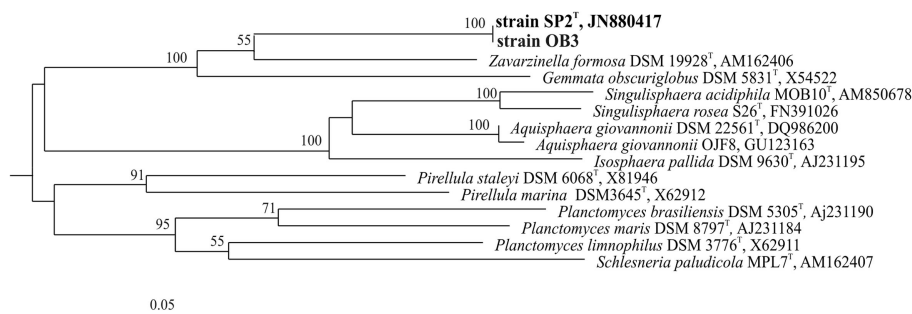 100 strain SP2ᵀ, JN880417
strain OB3
55
100 Zavarzinella formosa DSM 19928ᵀ, AM162406
Gemmata obscuriglobus DSM 5831ᵀ, X54522
100 Singulisphaera acidiphila MOB10ᵀ, AM850678
Singulisphaera rosea S26ᵀ, FN391026
100 Aquisphaera giovannonii DSM 22561ᵀ, DQ986200
100 Aquisphaera giovannonii OJF8, GU123163
Isosphaera pallida DSM 9630ᵀ, AJ231195
91 Pirellula staleyi DSM 6068ᵀ, X81946
Pirellula marina DSM3645ᵀ, X62912
71 Planctomyces brasiliensis DSM 5305ᵀ, Aj231190
95 Planctomyces maris DSM 8797ᵀ, AJ231184
55 Planctomyces limnophilus DSM 3776ᵀ, X62911
Schlesneria paludicola MPL7ᵀ, AM162407
0.05